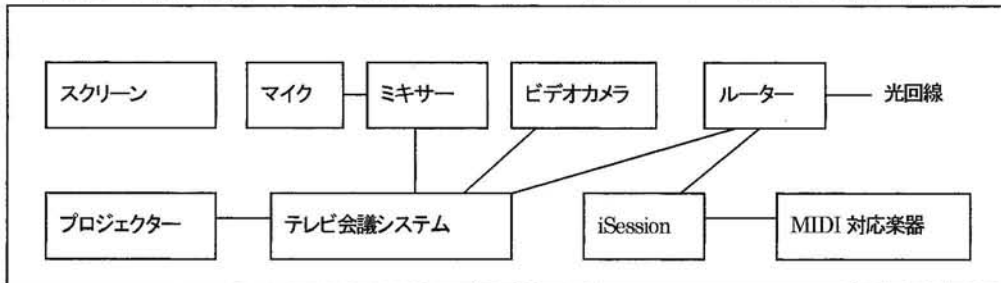 スクリーン
マイク
ミキサー
ビデオカメラ
ルーター
光回線
プロジェクター
テレビ会議システム
iSession
MIDI 対応楽器